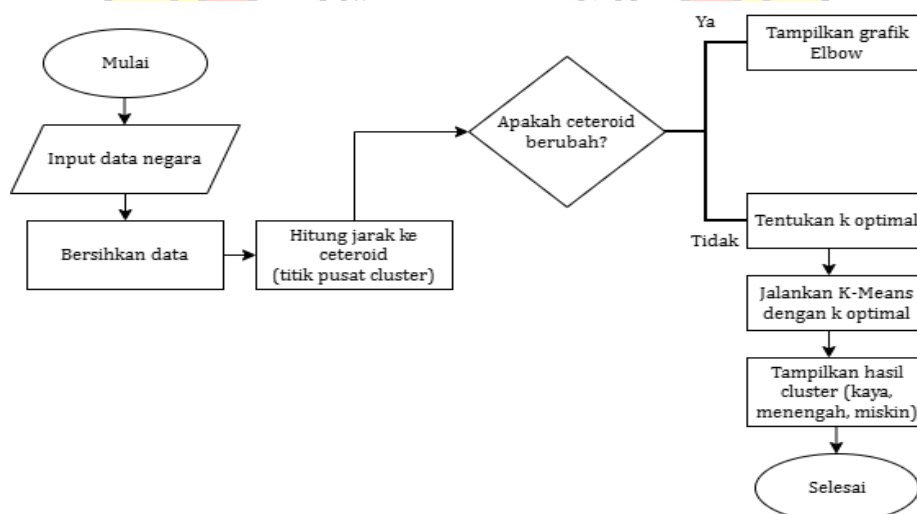 Mulai
Input data negara
Bersihkan data
Hitung jarak ke
ceteroid
(titik pusat cluster)
Apakah ceteroid
berubah?
Ya
Tampilkan grafik
Elbow
Tidak
Tentukan k optimal
Jalankan K-Means
dengan k optimal
Tampilkan hasil
cluster (kaya,
menengah, miskin)
Selesai